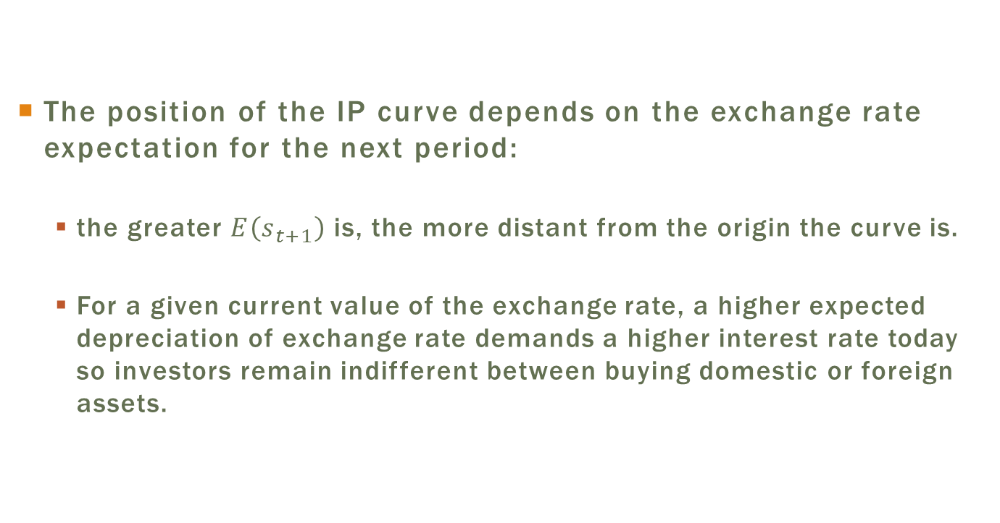 The position of the IP curve depends on the exchange rate
expectation for the next period:
the greater 𝐸(𝑠𝑡+1) is, the more distant from the origin the curve is.
For a given current value of the exchange rate, a higher expected
depreciation of exchange rate demands a higher interest rate today
so investors remain indifferent between buying domestic or foreign
assets.